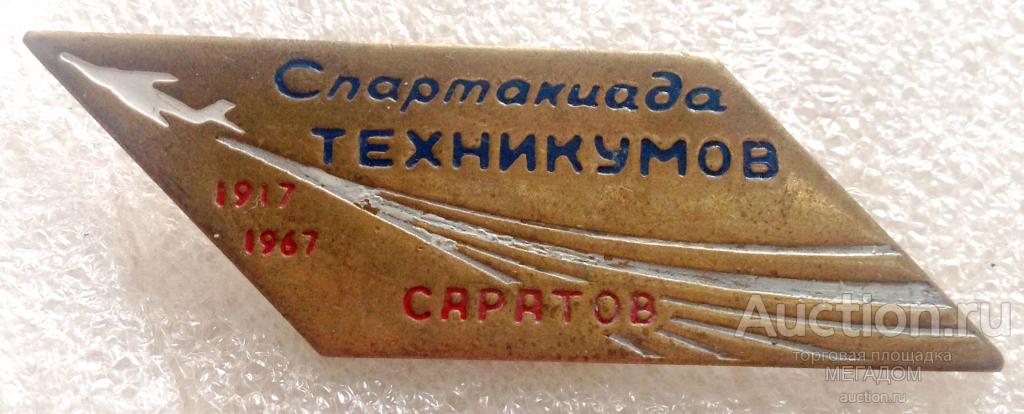 Спартакиада
ТЕХНИКУМОВ
1917
1967
САРАТОВ
Auction.ru
торговая площадка
МЕГАДОМ
auction.ru